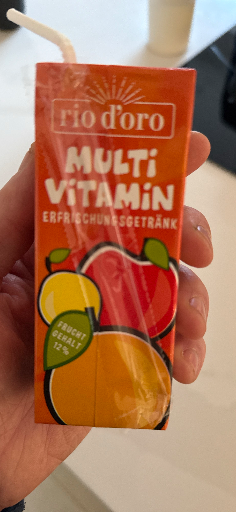 rio d'oro
MULTi
ViTAMiN
ERFRISCHUNGSGETRÄNK
FRUCHT
GEHALT
12%